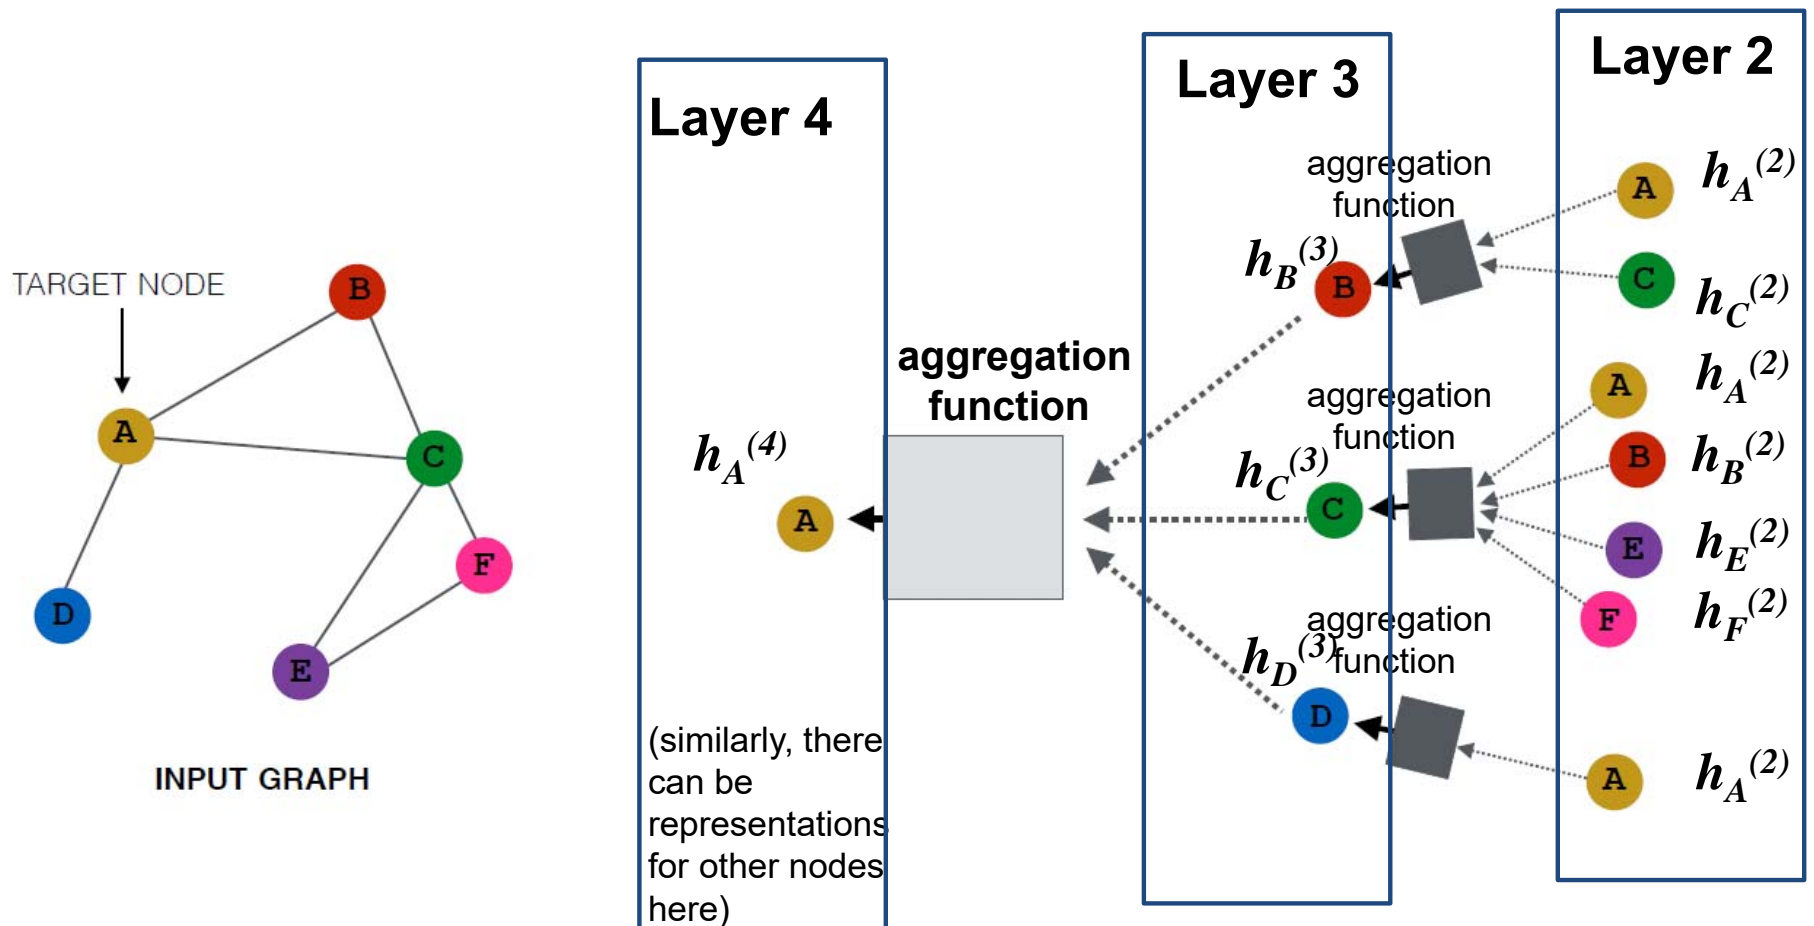 TARGET NODE
B
A
C
F
D
E
INPUT GRAPH
Layer 4
h_A^(4)
A
(similarly, there
can be
representations
for other nodes
here)
aggregation
function
Layer 3
aggregation
function
h_B^(3)
B
aggregation
function
h_C^(3)
C
aggregation
function
h_D^(3)
D
Layer 2
A h_A^(2)
C h_C^(2)
A h_A^(2)
B h_B^(2)
E h_E^(2)
F h_F^(2)
A h_A^(2)